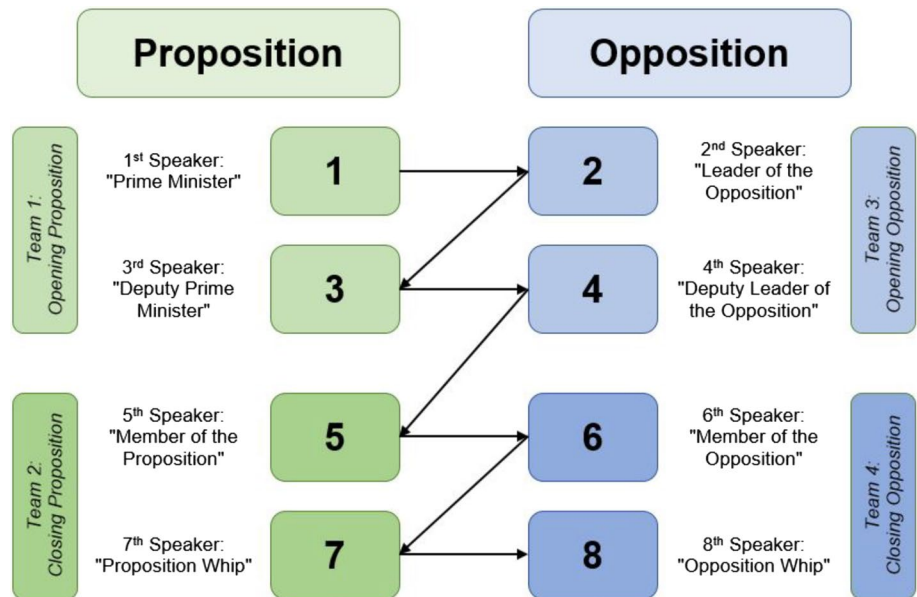 Proposition
Opposition
Team 1:
Opening Proposition
1st Speaker:
"Prime Minister"
1
2
2nd Speaker:
"Leader of the
Opposition"
Team 3:
Opening Opposition
3rd Speaker:
"Deputy Prime
Minister"
3
4
4th Speaker:
"Deputy Leader of
the Opposition"
Team 2:
Closing Proposition
5th Speaker:
"Member of the
Proposition"
5
6
6th Speaker:
"Member of the
Opposition"
Team 4:
Closing Opposition
7th Speaker:
"Proposition Whip"
7
8
8th Speaker:
"Opposition Whip"